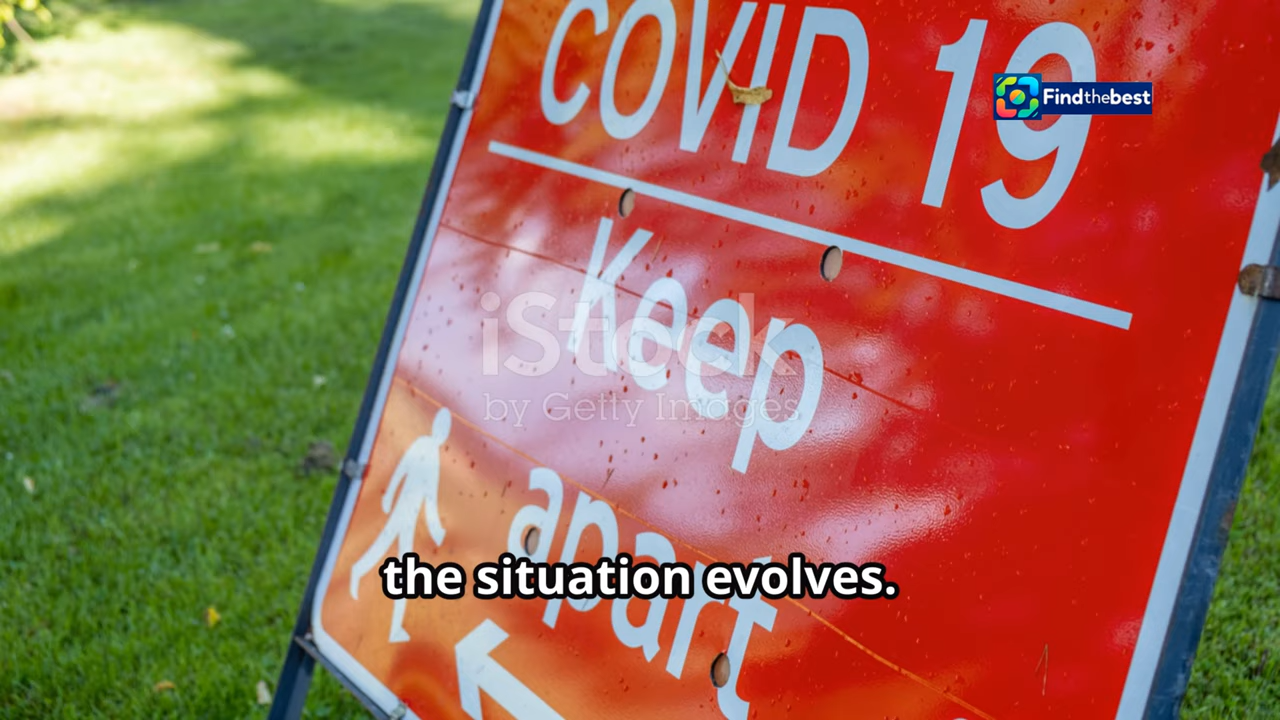 COVID 19
Findthebest
Keep
iStock
by Getty Images
apart
the situation evolves.